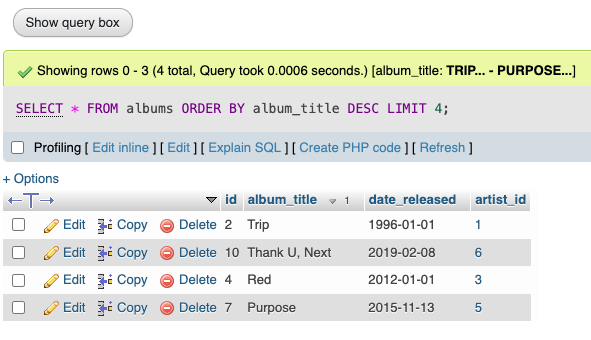 Show query box
Showing rows 0 - 3 (4 total, Query took 0.0006 seconds.) [album_title: TRIP... - PURPOSE...]
SELECT * FROM albums ORDER BY album_title DESC LIMIT 4;
Profiling [ Edit inline ] [ Edit ] [ Explain SQL ] [ Create PHP code ] [ Refresh ]
+ Options
←T→ id album_title 1 date_released artist_id
Edit Copy Delete 2 Trip 1996-01-01 1
Edit Copy Delete 10 Thank U, Next 2019-02-08 6
Edit Copy Delete 4 Red 2012-01-01 3
Edit Copy Delete 7 Purpose 2015-11-13 5